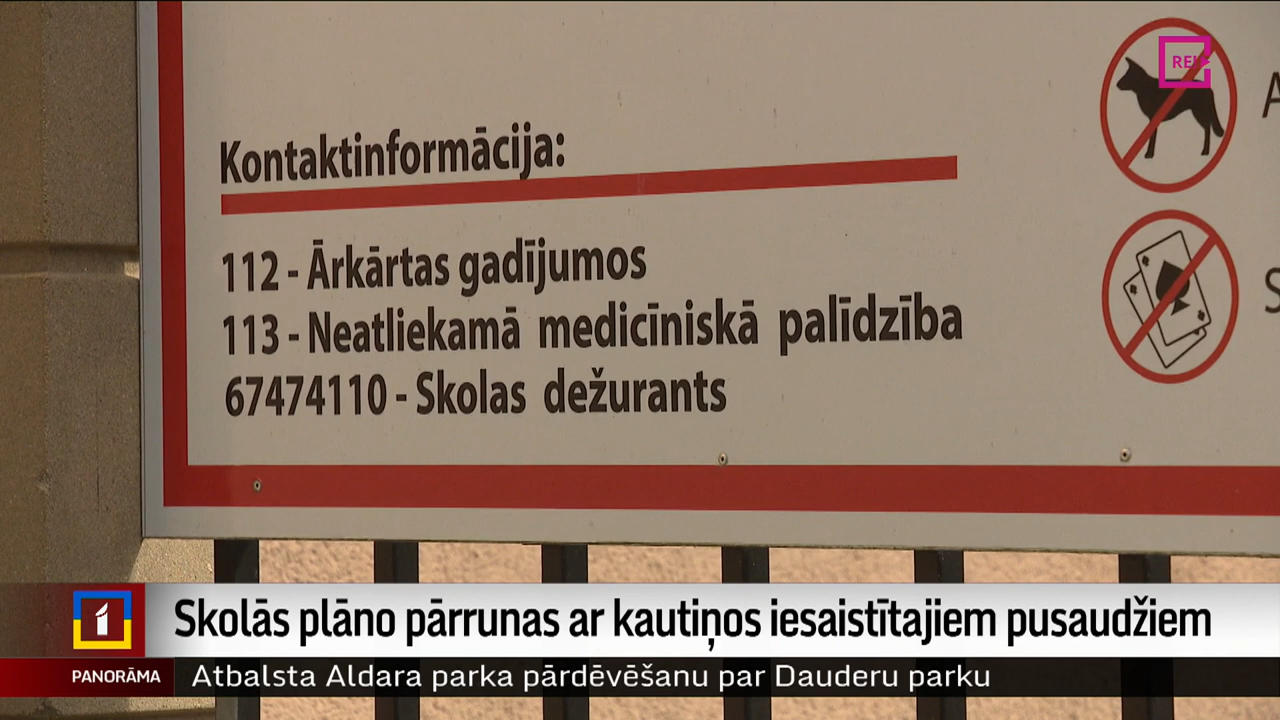 REĢ
Kontaktinformācija:
A
112 - Ārkārtas gadījumos
113 - Neatliekamā medicīniskā palīdzība
S
67474110 - Skolas dežurants
1
Skolās plāno pārrunas ar kautiņos iesaistītajiem pusaudžiem
PANORĀMA
Atbalsta Aldara parka pārdēvēšanu par Dauderu parku